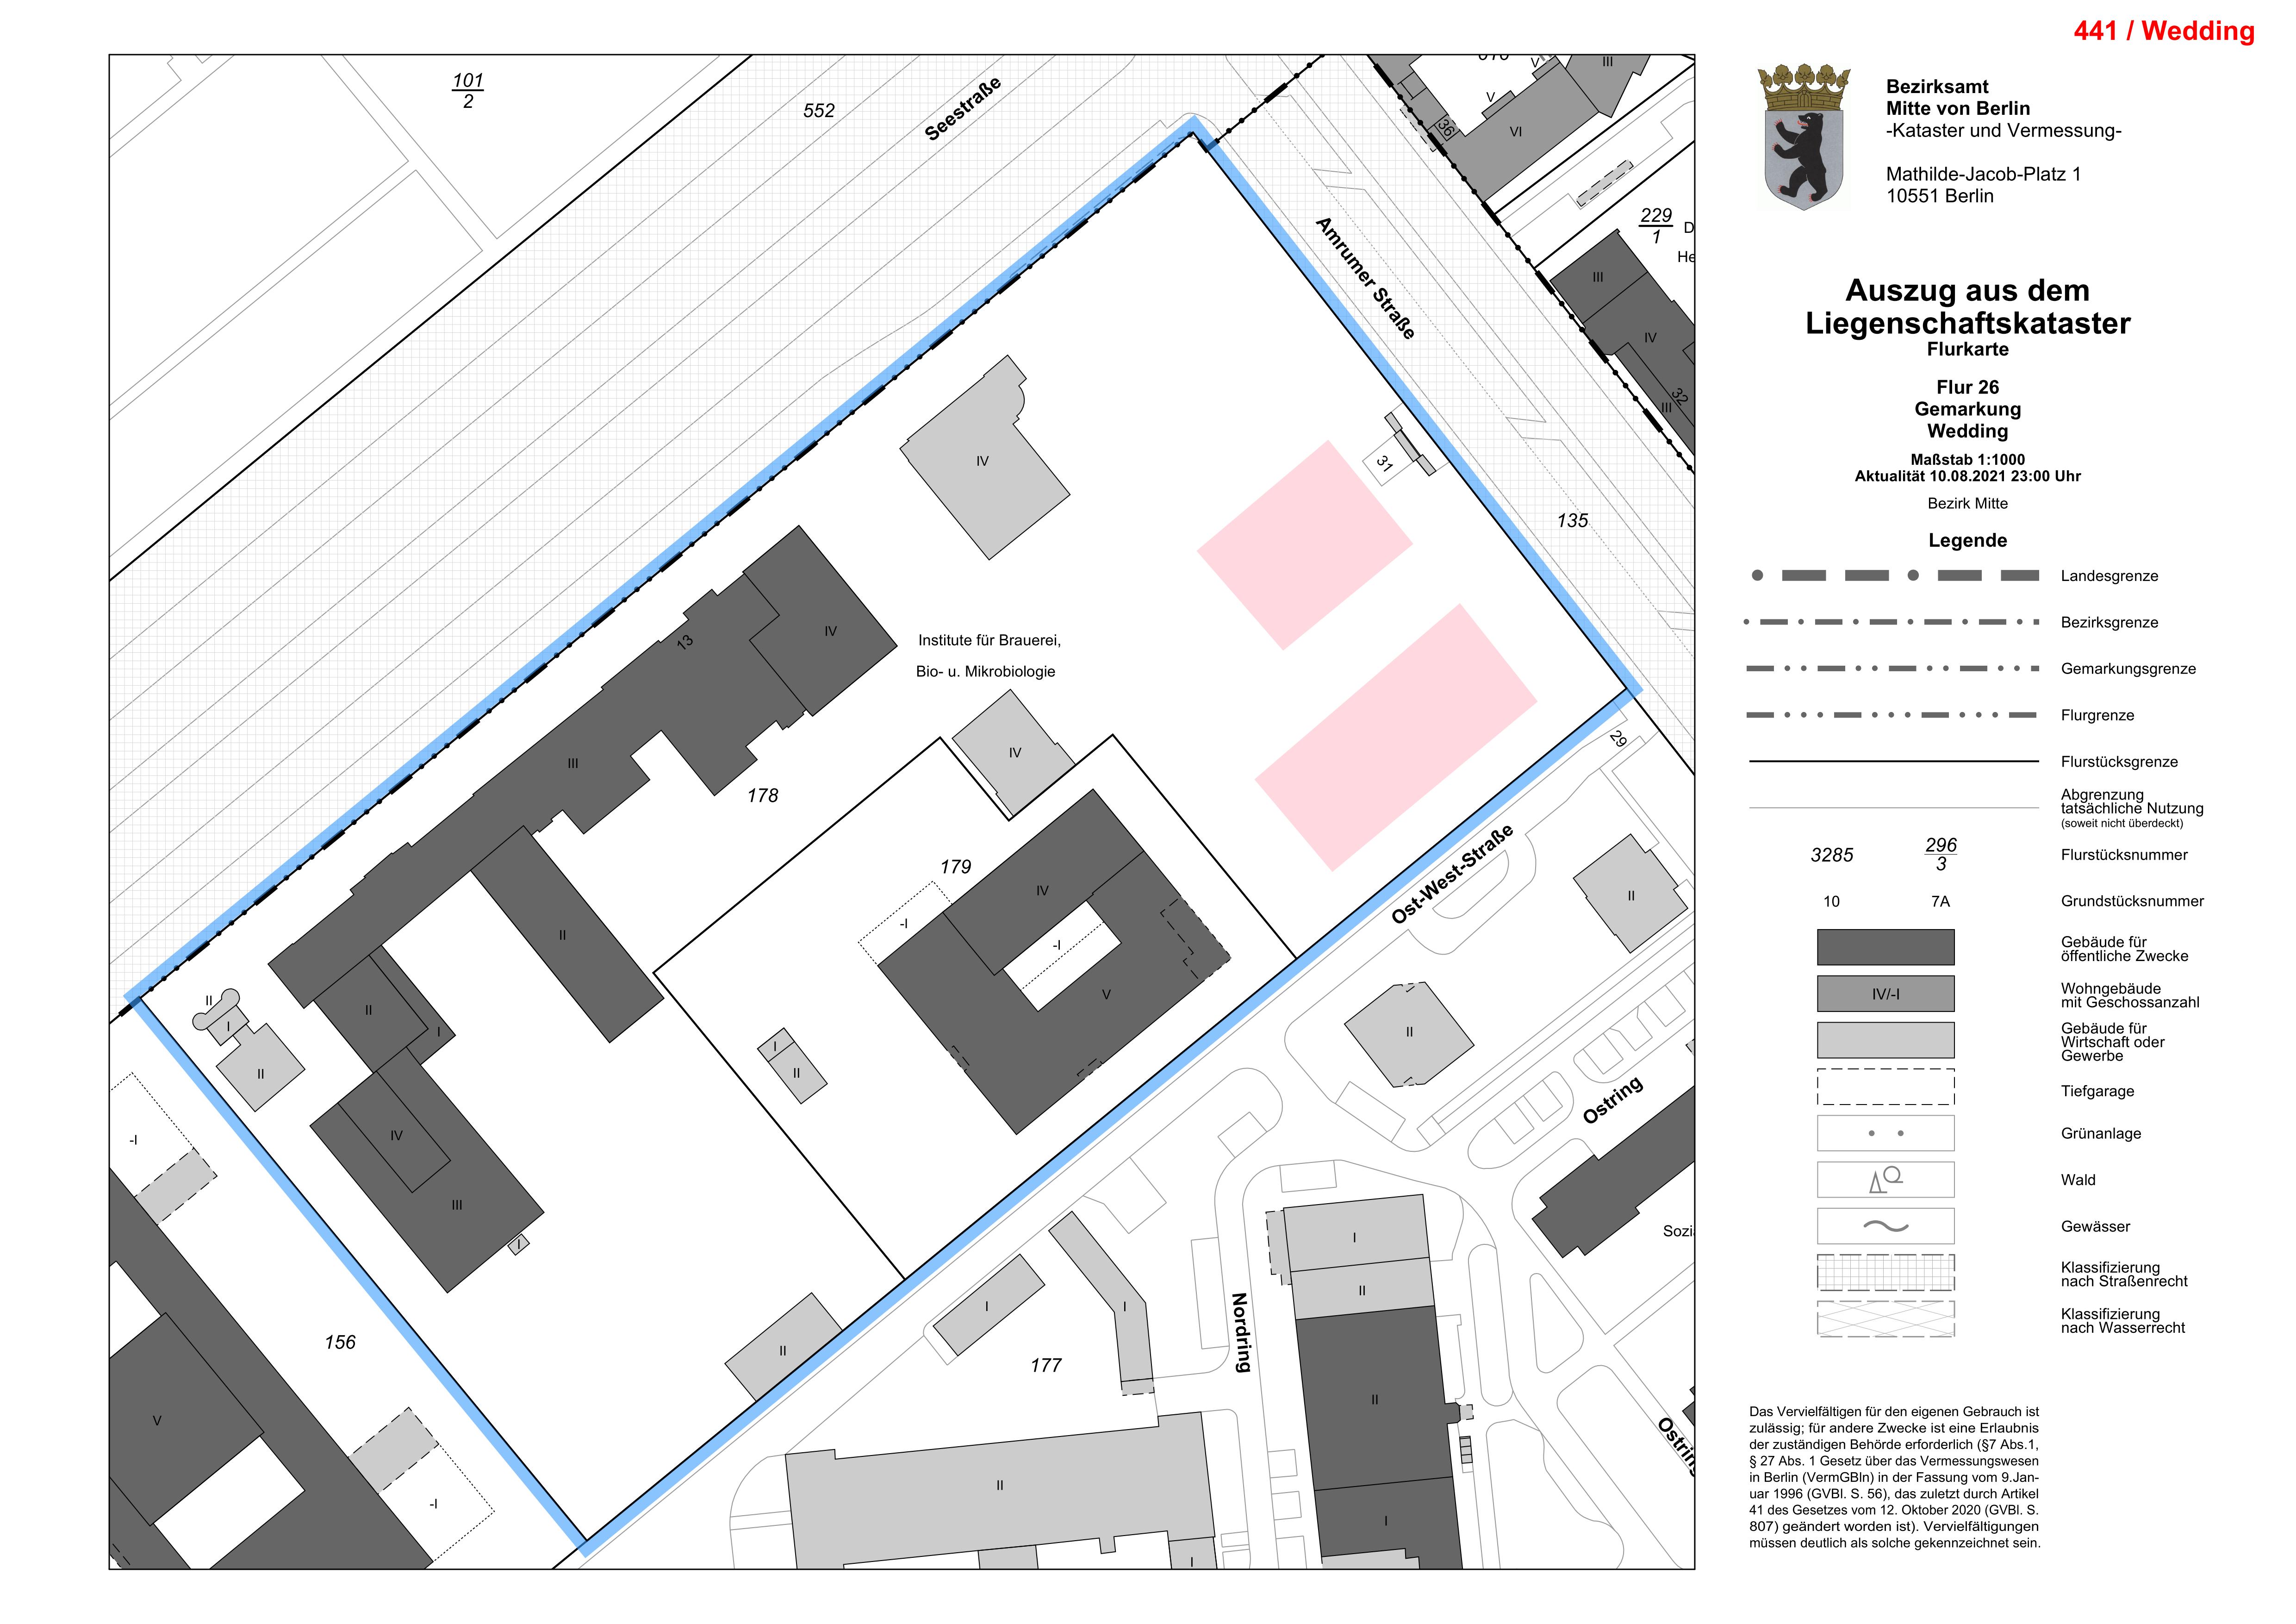 441 / Wedding
Bezirksamt
Mitte von Berlin
-Kataster und Vermessung-
Mathilde-Jacob-Platz 1
10551 Berlin
Auszug aus dem
Liegenschaftskataster
Flurkarte
Flur 26
Gemarkung
Wedding
Maßstab 1:1000
Aktualität 10.08.2021 23:00 Uhr
Bezirk Mitte
Legende
Landesgrenze
Bezirksgrenze
Gemarkungsgrenze
Flurgrenze
Flurstücksgrenze
Abgrenzung
tatsächliche Nutzung
(soweit nicht überdeckt)
3285
296
3
Flurstücksnummer
10
7A
Grundstücksnummer
Gebäude für
öffentliche Zwecke
IV/-I
Wohngebäude
mit Geschossanzahl
Gebäude für
Wirtschaft oder
Gewerbe
Tiefgarage
Grünanlage
Wald
Gewässer
Klassifizierung
nach Straßenrecht
Klassifizierung
nach Wasserrecht
Das Vervielfältigen für den eigenen Gebrauch ist
zulässig; für andere Zwecke ist eine Erlaubnis
der zuständigen Behörde erforderlich (§7 Abs.1,
§ 27 Abs. 1 Gesetz über das Vermessungswesen
in Berlin (VermGBln) in der Fassung vom 9.Jan-
uar 1996 (GVBl. S. 56), das zuletzt durch Artikel
41 des Gesetzes vom 12. Oktober 2020 (GVBl. S.
807) geändert worden ist). Vervielfältigungen
müssen deutlich als solche gekennzeichnet sein.
101
2
552
Seestraße
V
III
V
36
VI
229
1
D
He
Amrumer Straße
III
IV
32
III
IV
31
135
13
IV
Institute für Brauerei,
Bio- u. Mikrobiologie
III
IV
29
178
179
Ost-West-Straße
IV
-I
II
II
-I
V
II
I
II
I
II
II
I
II
Ostring
-I
IV
III
I
Sozi
I
I
I
II
Nordring
156
II
177
II
V
II
-I
I
I
Ostring